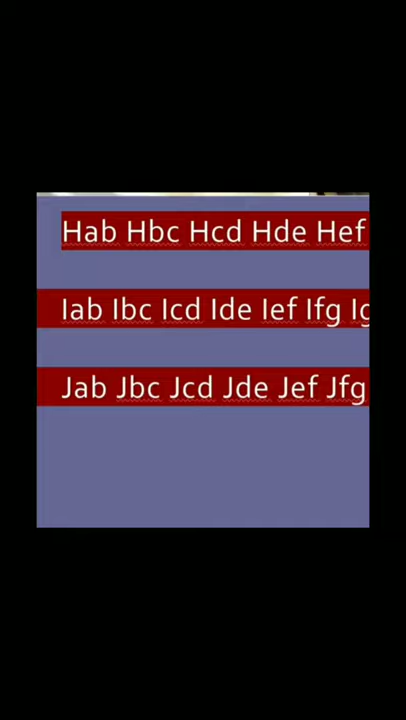 Hab Hbc Hcd Hde Hef
Iab Ibc Icd Ide Ief Ifg
Jab Jbc Jcd Jde Jef Jfg